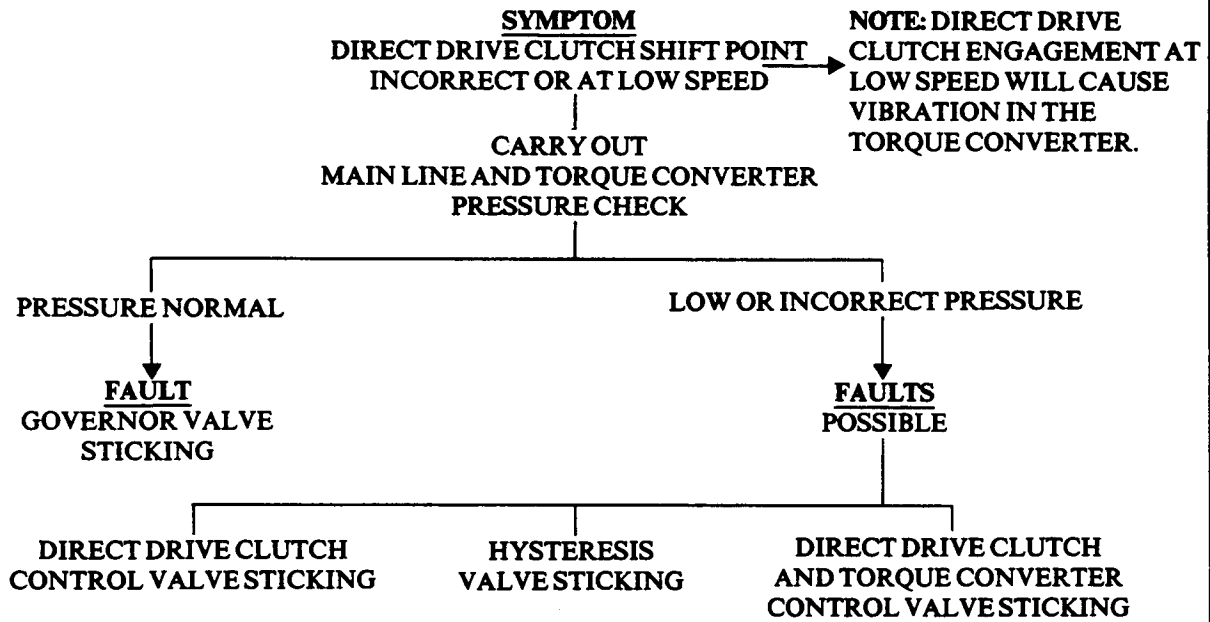 SYMPTOM
DIRECT DRIVE CLUTCH SHIFT POINT
INCORRECT OR AT LOW SPEED
NOTE: DIRECT DRIVE
CLUTCH ENGAGEMENT AT
LOW SPEED WILL CAUSE
VIBRATION IN THE
TORQUE CONVERTER.
CARRY OUT
MAIN LINE AND TORQUE CONVERTER
PRESSURE CHECK
PRESSURE NORMAL
LOW OR INCORRECT PRESSURE
FAULT
GOVERNOR VALVE
STICKING
FAULTS
POSSIBLE
DIRECT DRIVE CLUTCH
CONTROL VALVE STICKING
HYSTERESIS
VALVE STICKING
DIRECT DRIVE CLUTCH
AND TORQUE CONVERTER
CONTROL VALVE STICKING